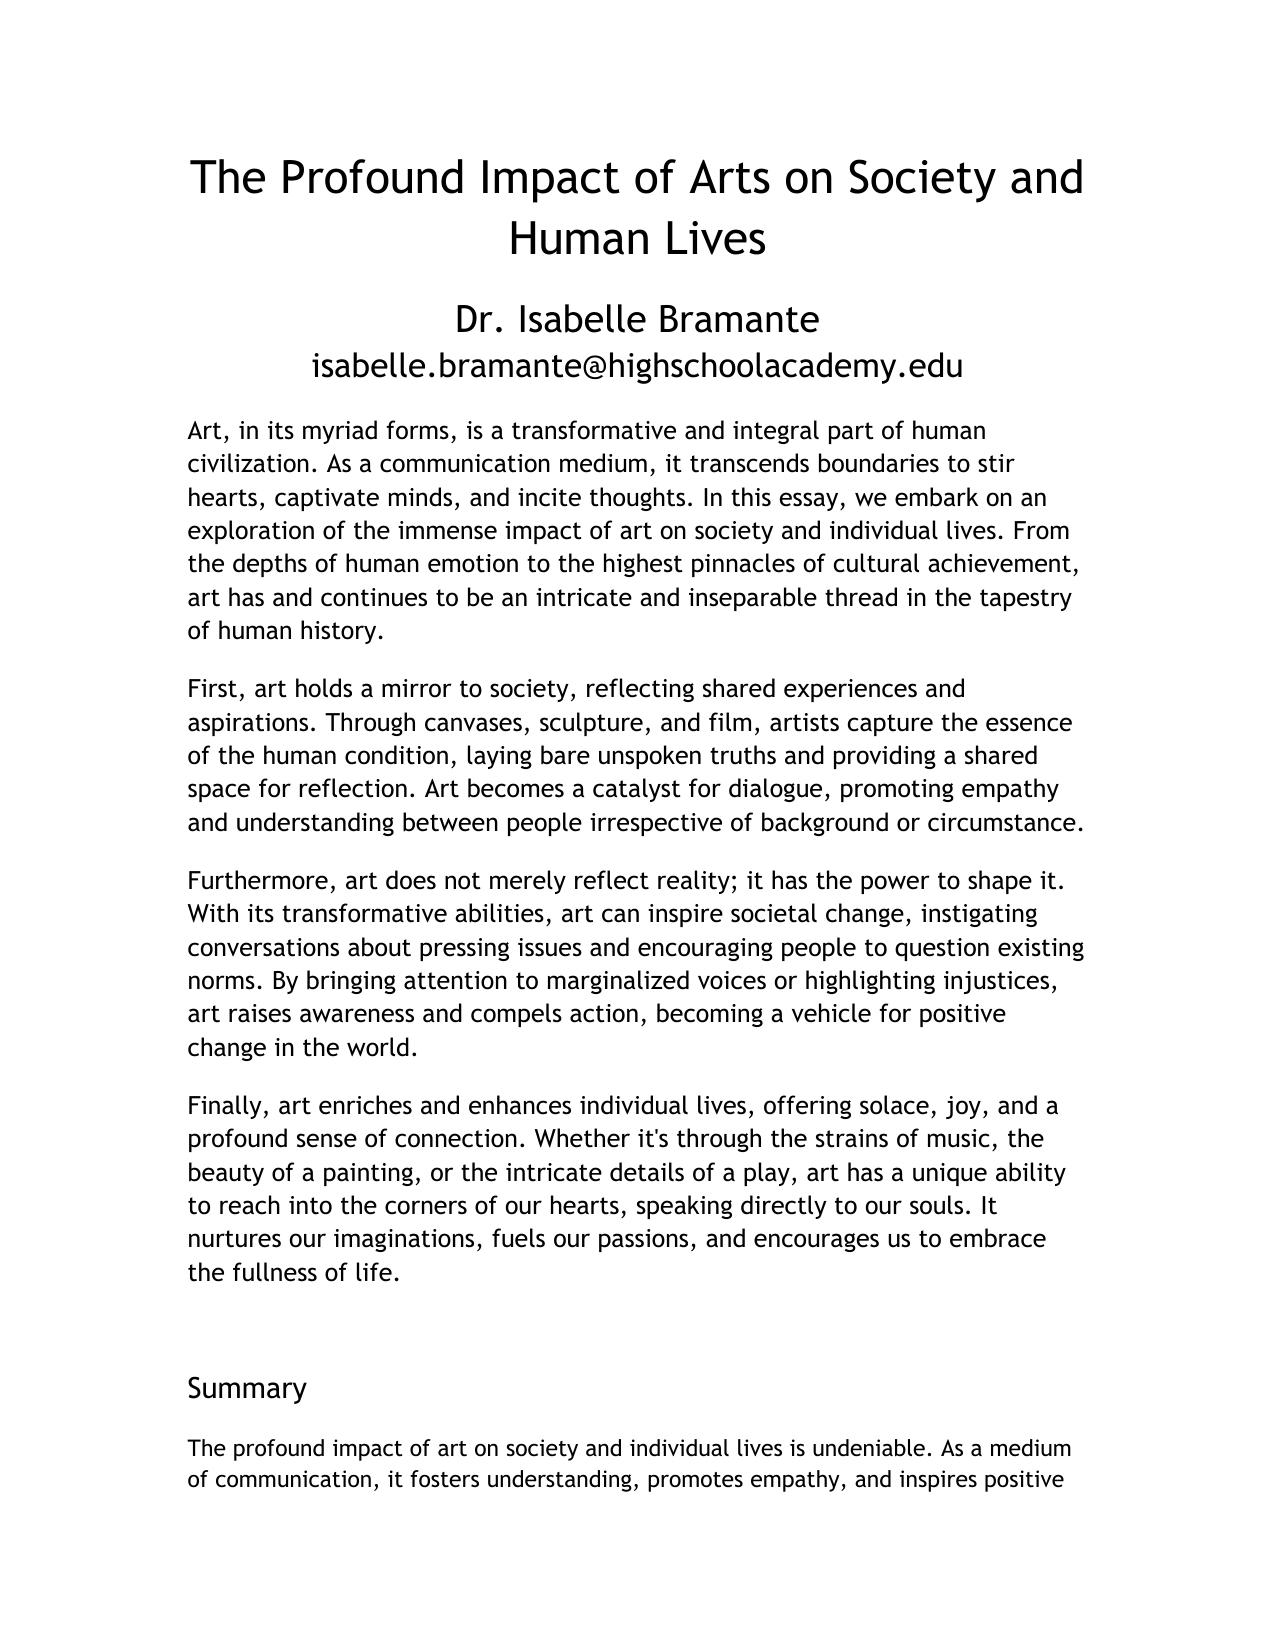 The Profound Impact of Arts on Society and
Human Lives
Dr. Isabelle Bramante
isabelle.bramante@highschoolacademy.edu
Art, in its myriad forms, is a transformative and integral part of human
civilization. As a communication medium, it transcends boundaries to stir
hearts, captivate minds, and incite thoughts. In this essay, we embark on an
exploration of the immense impact of art on society and individual lives. From
the depths of human emotion to the highest pinnacles of cultural achievement,
art has and continues to be an intricate and inseparable thread in the tapestry
of human history.
First, art holds a mirror to society, reflecting shared experiences and
aspirations. Through canvases, sculpture, and film, artists capture the essence
of the human condition, laying bare unspoken truths and providing a shared
space for reflection. Art becomes a catalyst for dialogue, promoting empathy
and understanding between people irrespective of background or circumstance.
Furthermore, art does not merely reflect reality; it has the power to shape it.
With its transformative abilities, art can inspire societal change, instigating
conversations about pressing issues and encouraging people to question existing
norms. By bringing attention to marginalized voices or highlighting injustices,
art raises awareness and compels action, becoming a vehicle for positive
change in the world.
Finally, art enriches and enhances individual lives, offering solace, joy, and a
profound sense of connection. Whether it's through the strains of music, the
beauty of a painting, or the intricate details of a play, art has a unique ability
to reach into the corners of our hearts, speaking directly to our souls. It
nurtures our imaginations, fuels our passions, and encourages us to embrace
the fullness of life.
Summary
The profound impact of art on society and individual lives is undeniable. As a medium
of communication, it fosters understanding, promotes empathy, and inspires positive